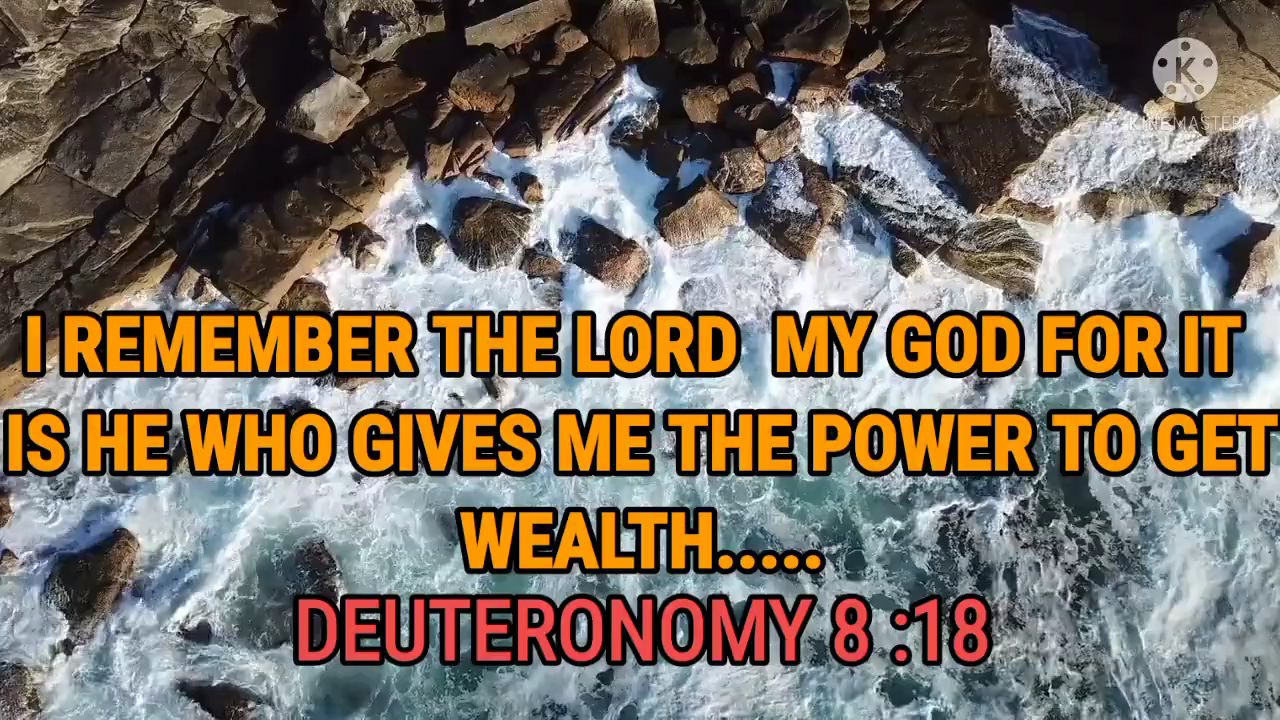 K
KINEMASTER
I REMEMBER THE LORD  MY GOD FOR IT
IS HE WHO GIVES ME THE POWER TO GET
WEALTH.....
DEUTERONOMY 8 :18